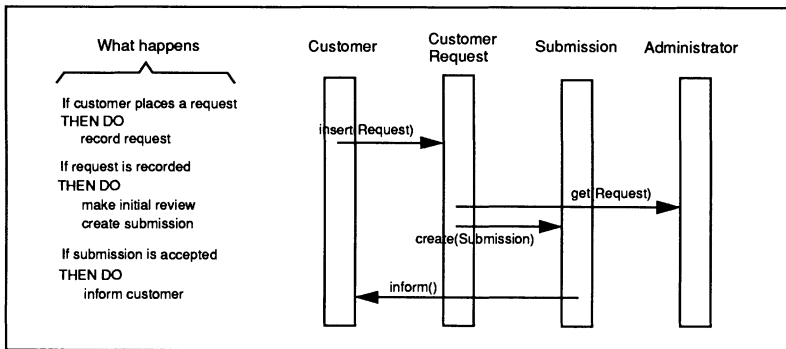 What happens
If customer places a request
THEN DO
record request
If request is recorded
THEN DO
make initial review
create submission
If submission is accepted
THEN DO
inform customer
Customer
Customer
Request
Submission
Administrator
insert(Request)
get(Request)
create(Submission)
inform()